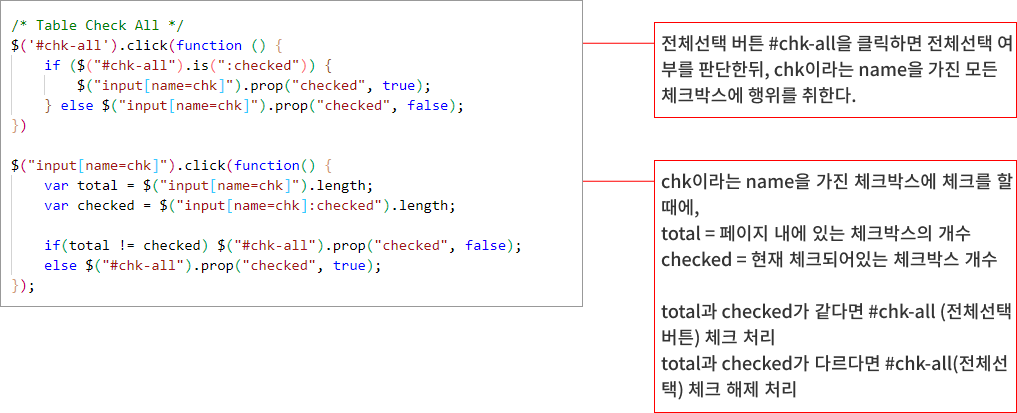 /* Table Check All */
$('#chk-all').click(function () {
    if ($("#chk-all").is(":checked")) {
        $("input[name=chk]").prop("checked", true);
    } else $("input[name=chk]").prop("checked", false);
})

$("input[name=chk]").click(function() {
    var total = $("input[name=chk]").length;
    var checked = $("input[name=chk]:checked").length;

    if(total != checked) $("#chk-all").prop("checked", false);
    else $("#chk-all").prop("checked", true);
});

전체선택 버튼 #chk-all을 클릭하면 전체선택 여
부를 판단한뒤, chk이라는 name을 가진 모든
체크박스에 행위를 취한다.

chk이라는 name을 가진 체크박스에 체크를 할
때에,
total = 페이지 내에 있는 체크박스의 개수
checked = 현재 체크되어있는 체크박스 개수

total과 checked가 같다면 #chk-all (전체선택
버튼) 체크 처리
total과 checked가 다르다면 #chk-all(전체선
택) 체크 해제 처리